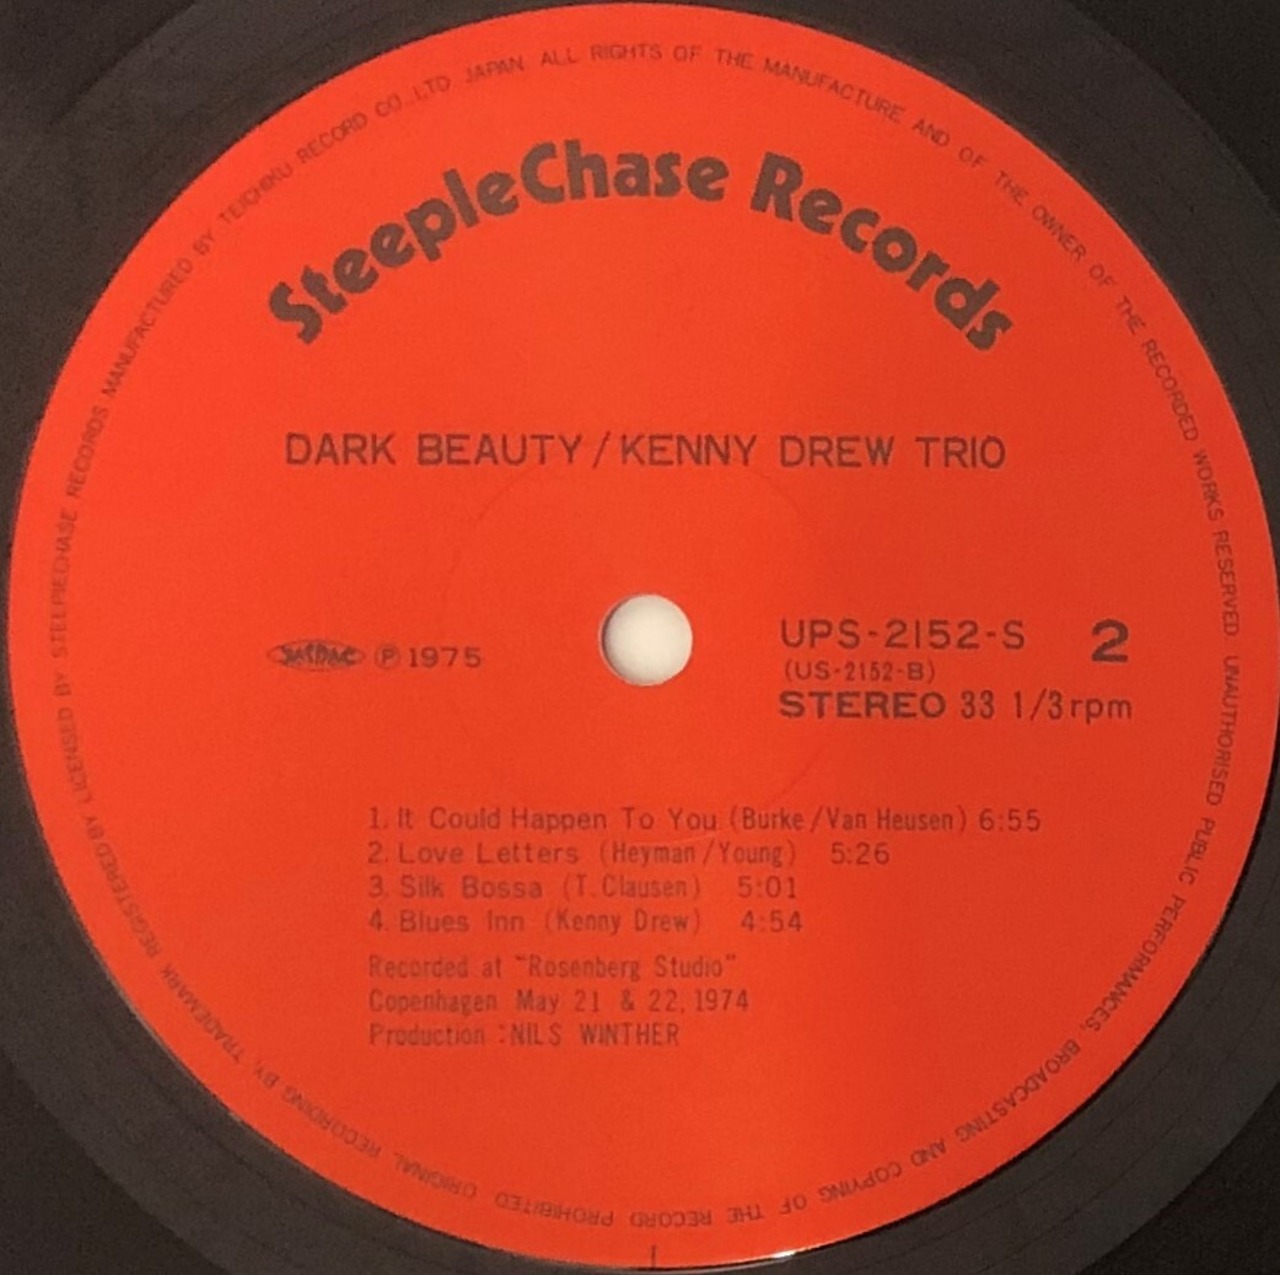 SteepleChase Records
DARK BEAUTY/KENNY DREW TRIO
JASRAC Ⓟ 1975
UPS-2152-S 2
(US-2152-B)
STEREO 33 1/3rpm
1. It Could Happen To You (Burke/Van Heusen) 6:55
2. Love Letters (Heyman/Young) 5:26
3. Silk Bossa (T. Clausen) 5:01
4. Blues Inn (Kenny Drew) 4:54
Recorded at "Rosenberg Studio"
Copenhagen May 21 & 22, 1974
Production : NILS WINTHER
ORIGINAL RECORDING BY, TRADEMARK REGISTERED BY LICENSED BY STEEPLECHASE RECORDS MANUFACTURED BY TEICHIKU RECORD CO., LTD JAPAN. ALL RIGHTS OF THE MANUFACTURE AND OF THE OWNER OF THE RECORDED WORKS RESERVED UNAUTHORISED PUBLIC PERFORMANCES, BROADCASTING AND COPYING OF THE RECORD PROHIBITED